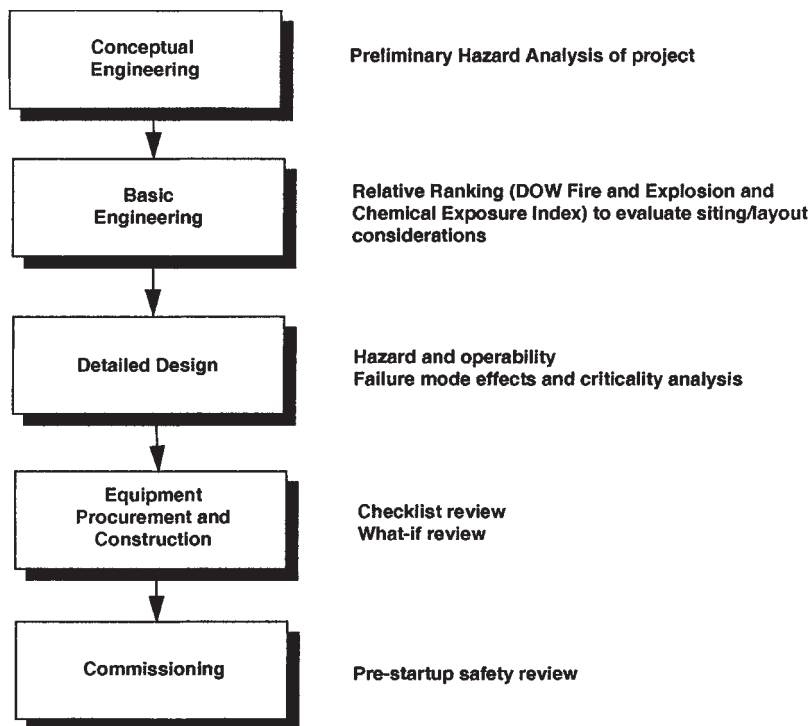 Conceptual
Engineering
Preliminary Hazard Analysis of project
Basic
Engineering
Relative Ranking (DOW Fire and Explosion and
Chemical Exposure Index) to evaluate siting/layout
considerations
Detailed Design
Hazard and operability
Failure mode effects and criticality analysis
Equipment
Procurement and
Construction
Checklist review
What-if review
Commissioning
Pre-startup safety review